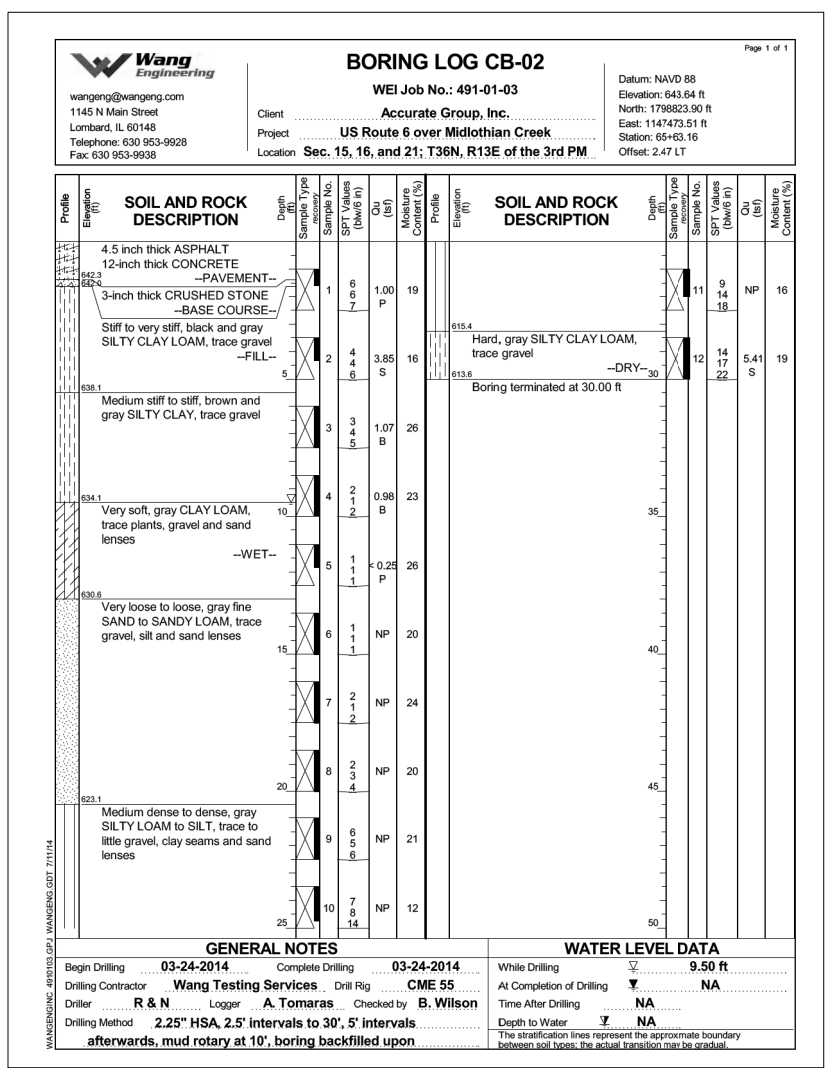 Page 1 of 1
Wang
Engineering
wangeng@wangeng.com
1145 N Main Street
Lombard, IL 60148
Telephone: 630 953-9928
Fax: 630 953-9938
BORING LOG CB-02
WEI Job No.: 491-01-03
Client Accurate Group, Inc.
Project US Route 6 over Midlothian Creek
Location Sec. 15, 16, and 21; T36N, R13E of the 3rd PM
Datum: NAVD 88
Elevation: 643.64 ft
North: 1798823.90 ft
East: 1147473.51 ft
Station: 65+63.16
Offset: 2.47 LT
Profile
Elevation (ft)
SOIL AND ROCK DESCRIPTION
Depth (ft)
Sample Type recovery
Sample No.
SPT Values (blw/6 in)
Qu (tsf)
Moisture Content (%)
4.5 inch thick ASPHALT
12-inch thick CONCRETE
642.3 --PAVEMENT--
642.0
3-inch thick CRUSHED STONE
--BASE COURSE--
1 6 6 7 1.00 P 19
Stiff to very stiff, black and gray
SILTY CLAY LOAM, trace gravel
--FILL--
5
2 4 4 6 3.85 S 16
638.1
Medium stiff to stiff, brown and
gray SILTY CLAY, trace gravel
3 3 4 5 1.07 B 26
4 2 1 2 0.98 B 23
634.1
10
Very soft, gray CLAY LOAM,
trace plants, gravel and sand
lenses
--WET--
5 1 1 1 < 0.25 P 26
630.6
Very loose to loose, gray fine
SAND to SANDY LOAM, trace
gravel, silt and sand lenses
15
6 1 1 1 NP 20
7 2 1 2 NP 24
8 2 3 4 NP 20
20
623.1
Medium dense to dense, gray
SILTY LOAM to SILT, trace to
little gravel, clay seams and sand
lenses
9 6 5 6 NP 21
10 7 8 14 NP 12
25
Profile
Elevation (ft)
SOIL AND ROCK DESCRIPTION
Depth (ft)
Sample Type recovery
Sample No.
SPT Values (blw/6 in)
Qu (tsf)
Moisture Content (%)
11 9 14 18 NP 16
615.4
Hard, gray SILTY CLAY LOAM,
trace gravel
--DRY--
30
12 14 17 22 5.41 S 19
613.6
Boring terminated at 30.00 ft
35
40
45
50
GENERAL NOTES
Begin Drilling 03-24-2014 Complete Drilling 03-24-2014
Drilling Contractor Wang Testing Services Drill Rig CME 55
Driller R & N Logger A. Tomaras Checked by B. Wilson
Drilling Method 2.25" HSA, 2.5' intervals to 30', 5' intervals
afterwards, mud rotary at 10', boring backfilled upon
WATER LEVEL DATA
While Drilling 9.50 ft
At Completion of Drilling NA
Time After Drilling NA
Depth to Water NA
The stratification lines represent the approxmate boundary
between soil types; the actual transition may be gradual.
WANGENGINC 4910103.GPJ WANGENG.GDT 7/11/14